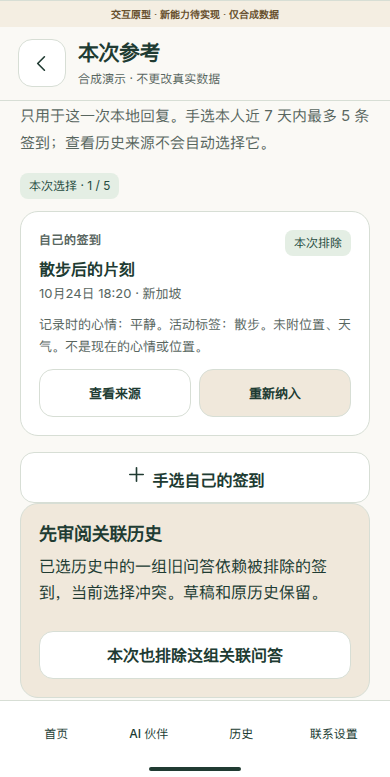 交互原型 · 新能力待实现 · 仅合成数据
本次参考
合成演示 · 不更改真实数据
只用于这一次本地回复。手选本人近 7 天内最多 5 条
签到；查看历史来源不会自动选择它。
本次选择 · 1 / 5
自己的签到
本次排除
散步后的片刻
10月24日 18:20 · 新加坡
记录时的心情：平静。活动标签：散步。未附位置、天
气。不是现在的心情或位置。
查看来源
重新纳入
手选自己的签到
先审阅关联历史
已选历史中的一组旧问答依赖被排除的签
到，当前选择冲突。草稿和原历史保留。
本次也排除这组关联问答
首页
AI 伙伴
历史
联系设置